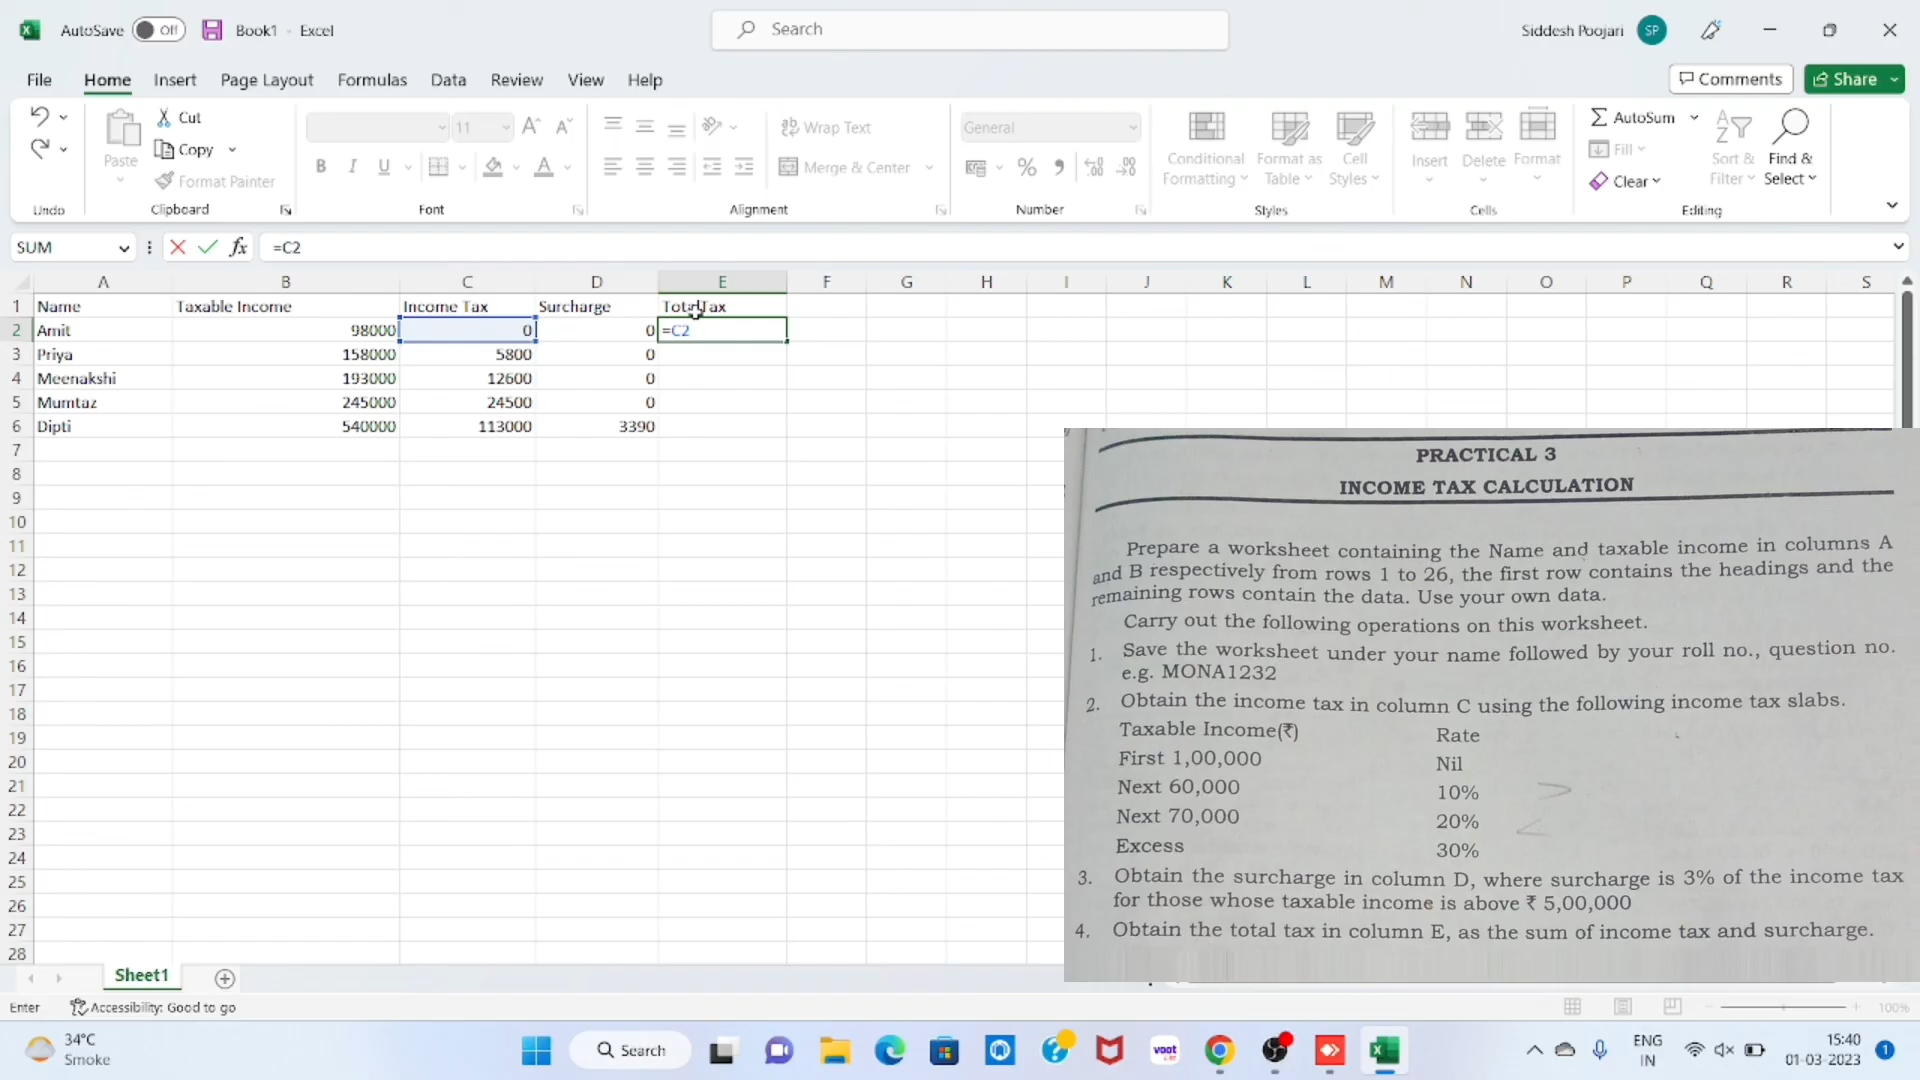 AutoSave Off Book1 - Excel Search Siddesh Poojari SP
File Home Insert Page Layout Formulas Data Review View Help Comments Share
Paste Cut Copy Format Painter
11 B I U
Wrap Text Merge & Center
General % 9
Conditional Formatting Format as Table Cell Styles
Insert Delete Format
AutoSum Fill Clear Sort & Filter Find & Select
Undo Clipboard Font Alignment Number Styles Cells Editing
SUM fx =C2
A B C D E F G H I J K L M N O P Q R S
1 Name Taxable Income Income Tax Surcharge Total Tax
2 Amit 98000 0 0 =C2
3 Priya 158000 5800 0
4 Meenakshi 193000 12600 0
5 Mumtaz 245000 24500 0
6 Dipti 540000 113000 3390
7
8
9
10
11
12
13
14
15
16
17
18
19
20
21
22
23
24
25
26
27
28
PRACTICAL 3
INCOME TAX CALCULATION
Prepare a worksheet containing the Name and taxable income in columns A
and B respectively from rows 1 to 26, the first row contains the headings and the
remaining rows contain the data. Use your own data.
Carry out the following operations on this worksheet.
1. Save the worksheet under your name followed by your roll no., question no.
e.g. MONA1232
2. Obtain the income tax in column C using the following income tax slabs.
Taxable Income(₹) Rate
First 1,00,000 Nil
Next 60,000 10%
Next 70,000 20%
Excess 30%
3. Obtain the surcharge in column D, where surcharge is 3% of the income tax
for those whose taxable income is above ₹ 5,00,000
4. Obtain the total tax in column E, as the sum of income tax and surcharge.
Sheet1
Enter Accessibility: Good to go 100%
34°C
Smoke
Search voot
ENG
IN
15:40
01-03-2023
1